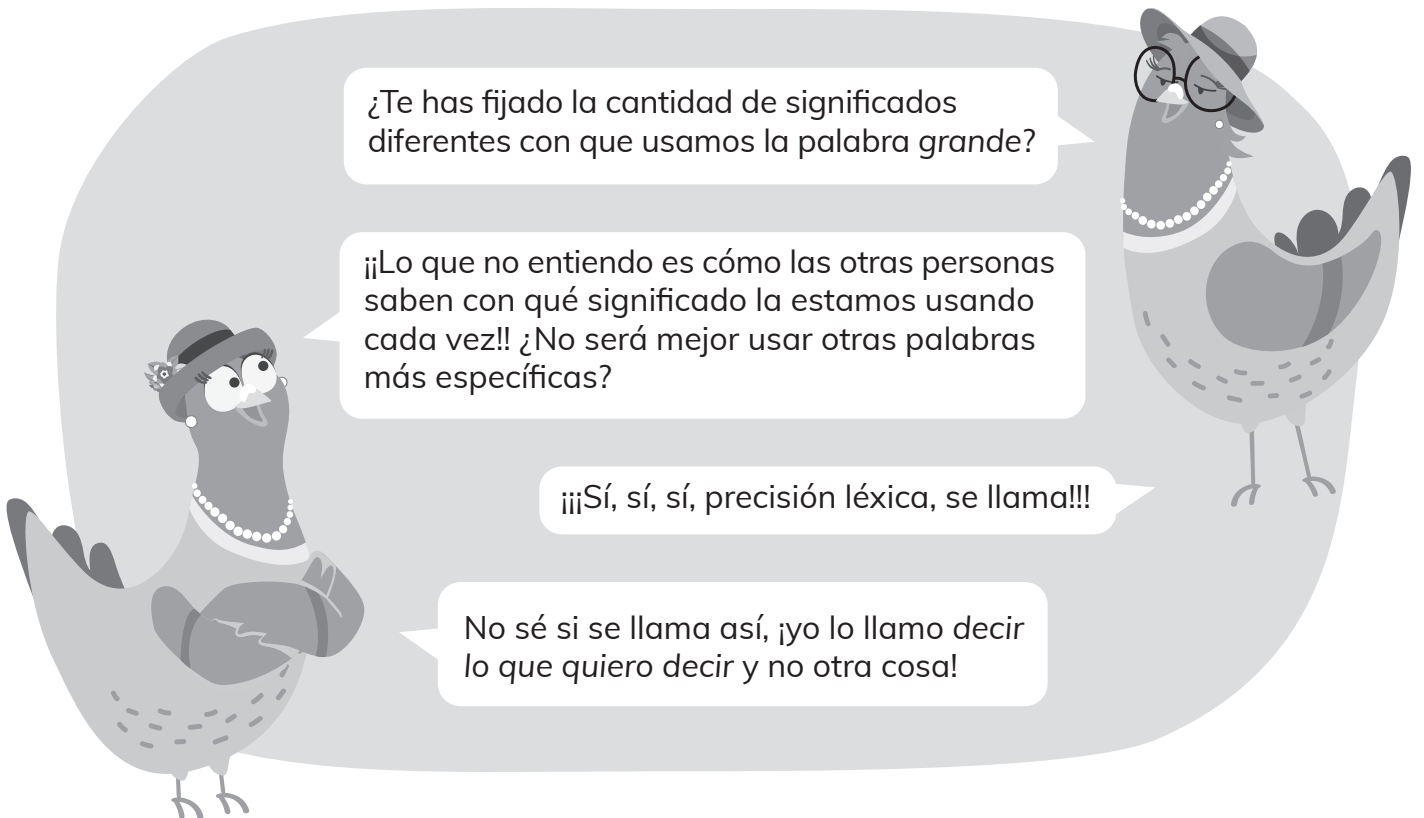 ¿Te has fijado la cantidad de significados
diferentes con que usamos la palabra grande?
¡¡Lo que no entiendo es cómo las otras personas
saben con qué significado la estamos usando
cada vez!! ¿No será mejor usar otras palabras
más específicas?
¡¡¡Sí, sí, sí, precisión léxica, se llama!!!
No sé si se llama así, ¡yo lo llamo decir
lo que quiero decir y no otra cosa!